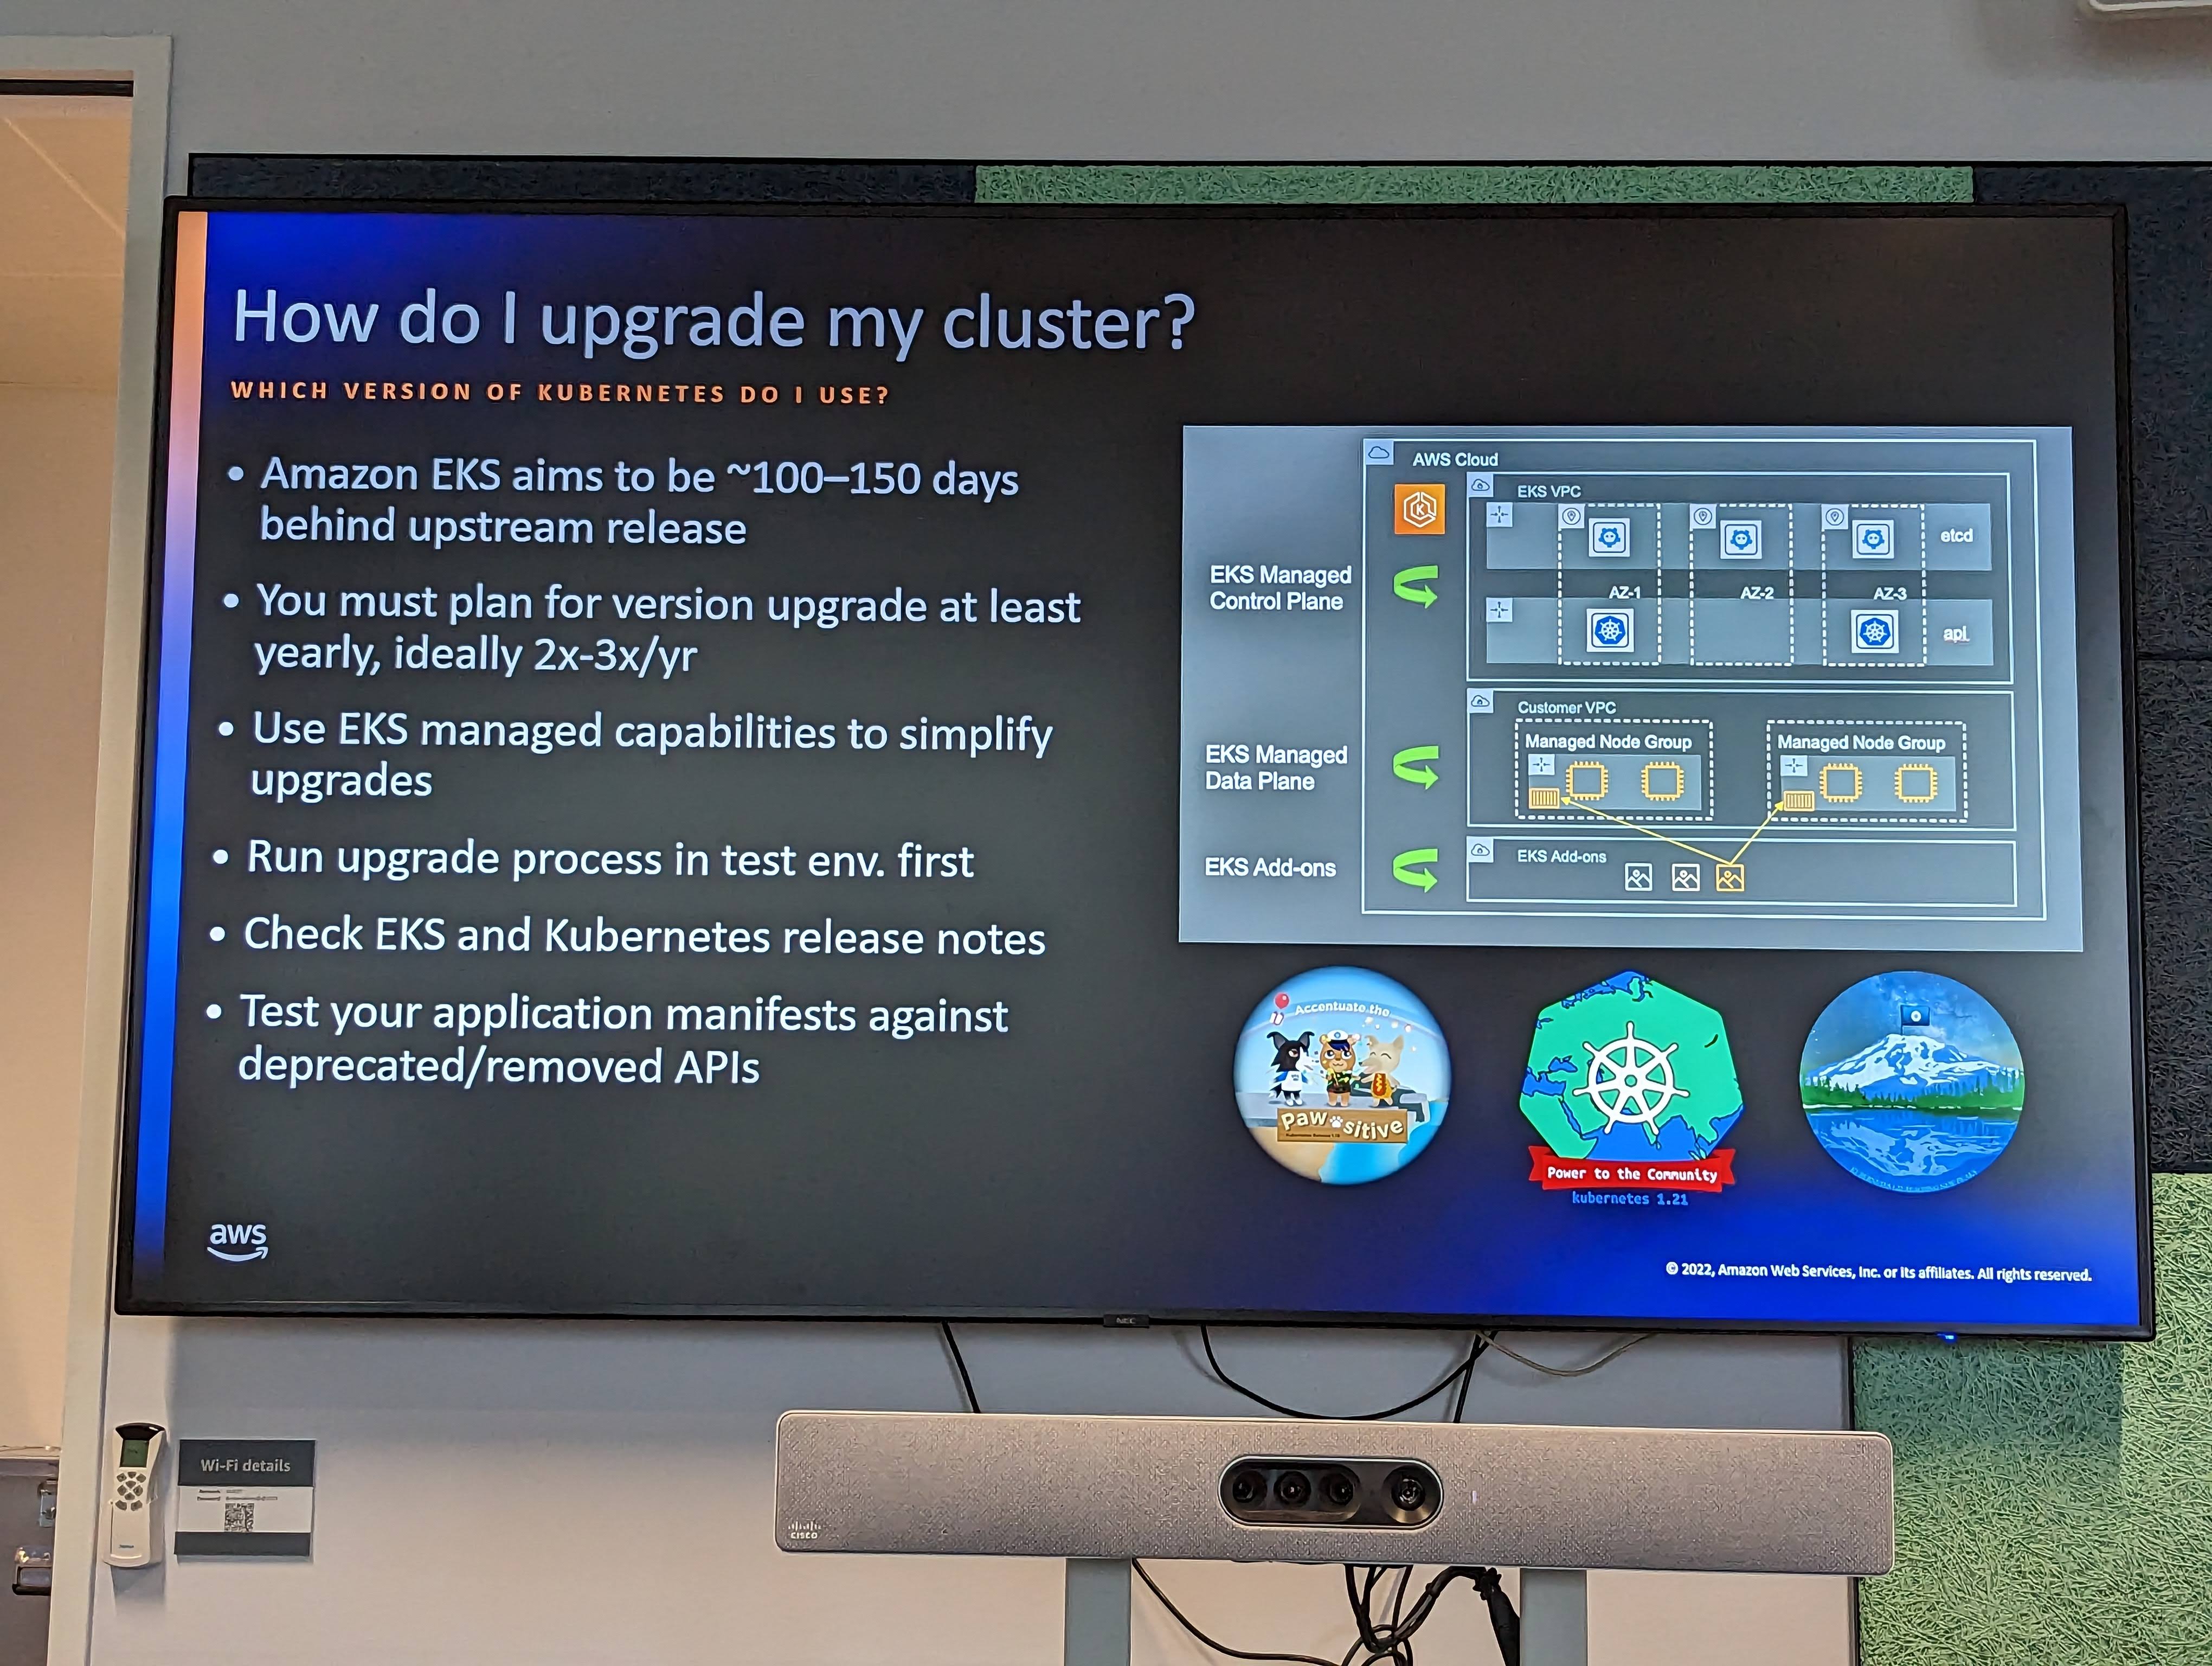 How do I upgrade my cluster?
WHICH VERSION OF KUBERNETES DO I USE?
• Amazon EKS aims to be ~100–150 days
behind upstream release
• You must plan for version upgrade at least
yearly, ideally 2x-3x/yr
• Use EKS managed capabilities to simplify
upgrades
• Run upgrade process in test env. first
• Check EKS and Kubernetes release notes
• Test your application manifests against
deprecated/removed APIs
AWS Cloud
EKS VPC
etcd
EKS Managed
Control Plane
AZ-1
AZ-2
AZ-3
api
Customer VPC
EKS Managed
Data Plane
Managed Node Group
Managed Node Group
EKS Add-ons
EKS Add-ons
Accentuate the
Paw sitive
Power to the Community
kubernetes 1.21
aws
© 2022, Amazon Web Services, Inc. or its affiliates. All rights reserved.
NEC
Wi-Fi details
CISCO